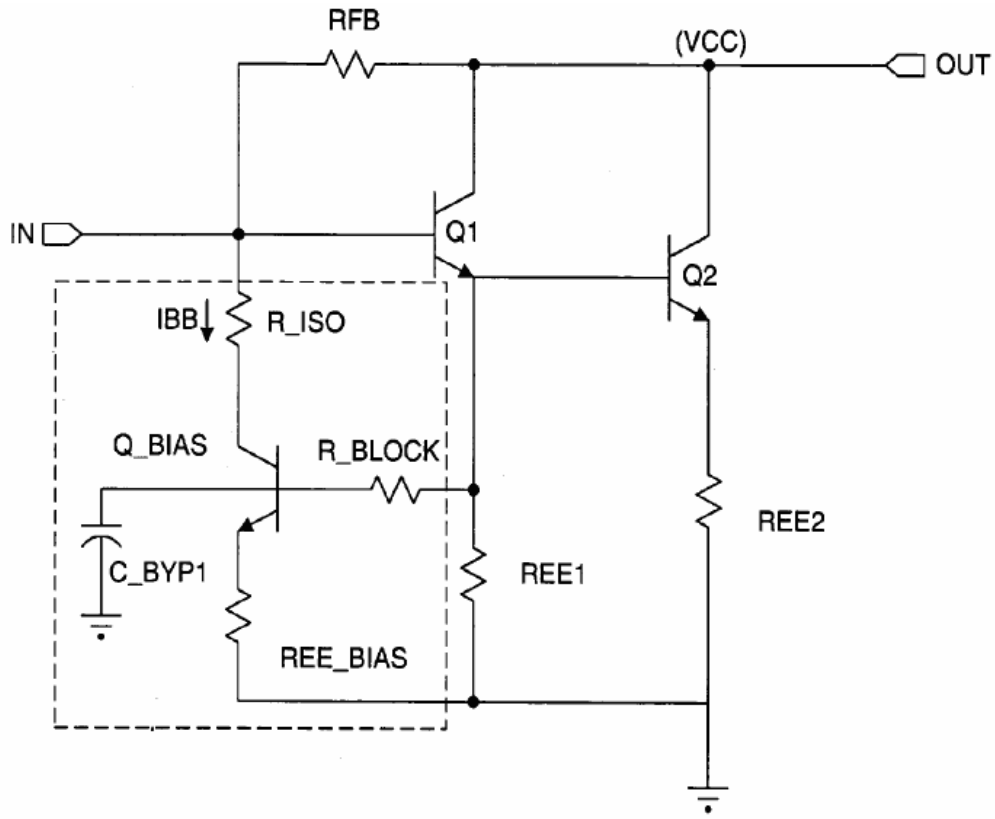 RFB
(VCC)
OUT
IN
Q1
Q2
IBB
R_ISO
Q_BIAS
R_BLOCK
C_BYP1
REE1
REE2
REE_BIAS